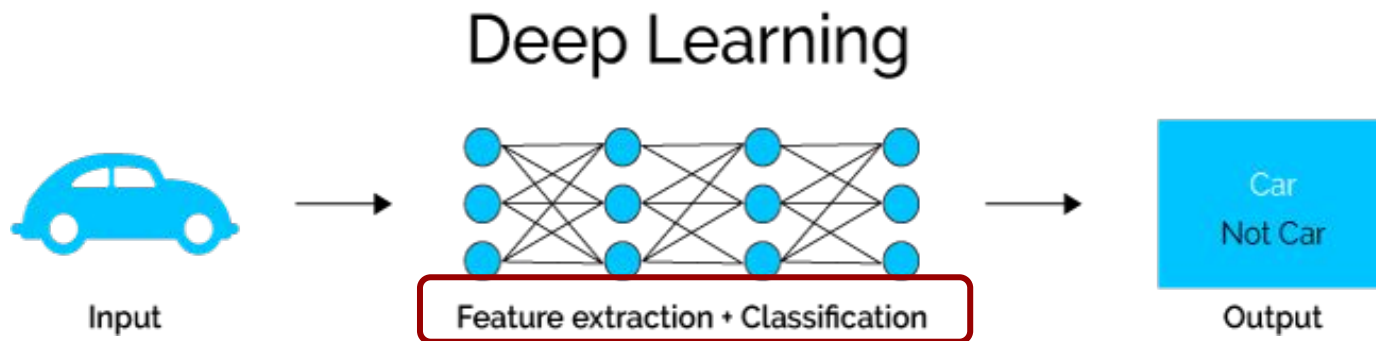 Deep Learning
Car
Not Car
Input
Feature extraction + Classification
Output